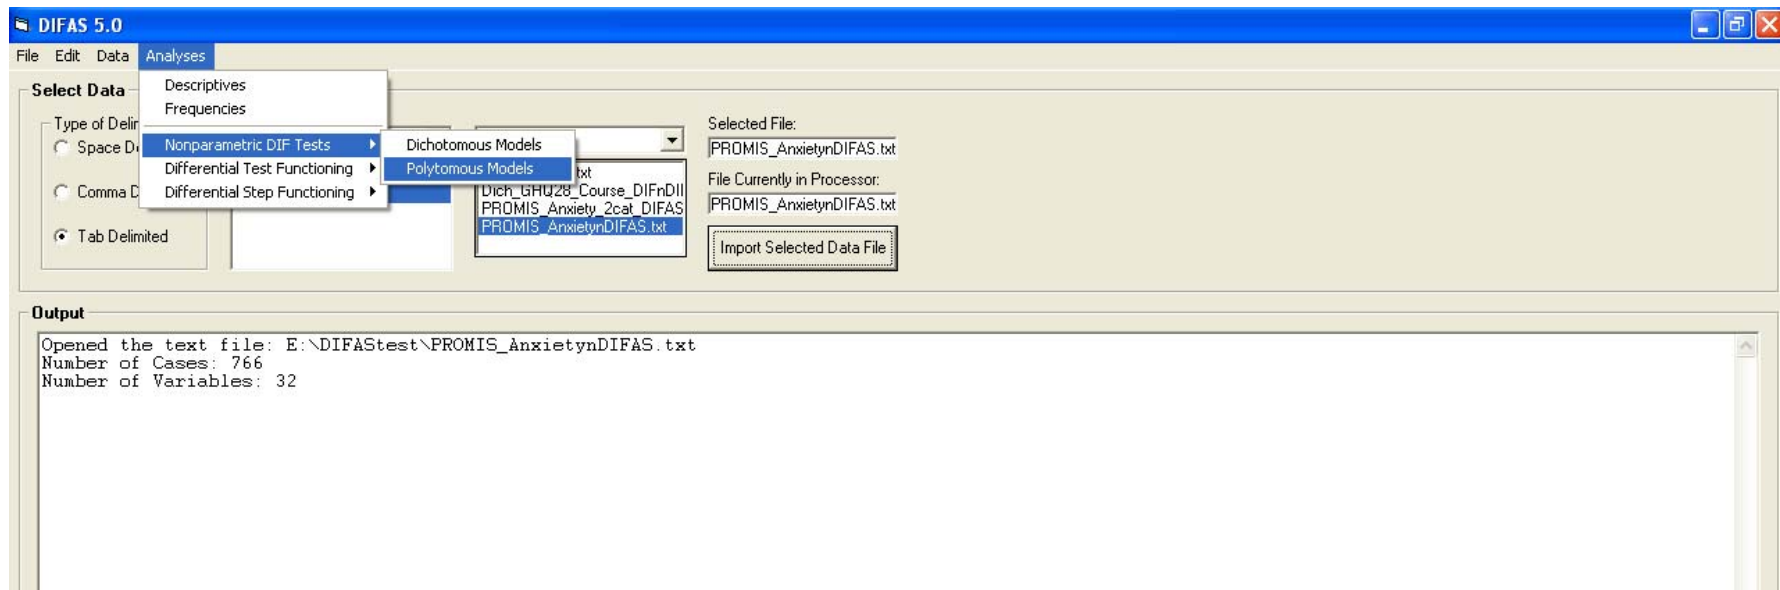 DIFAS 5.0
File Edit Data Analyses
Select Data
Descriptives
Frequencies
Nonparametric DIF Tests
Differential Test Functioning
Differential Step Functioning
Dichotomous Models
Polytomous Models
Type of Delir
Space De
Comma D
Tab Delimited
txt
Dich_GHQ28_Course_DIFnDII
PROMIS_Anxiety_2cat_DIFAS
PROMIS_AnxietynDIFAS.txt
Selected File:
PROMIS_AnxietynDIFAS.txt
File Currently in Processor:
PROMIS_AnxietynDIFAS.txt
Import Selected Data File
Output
Opened the text file: E:\DIFAStest\PROMIS_AnxietynDIFAS.txt
Number of Cases: 766
Number of Variables: 32